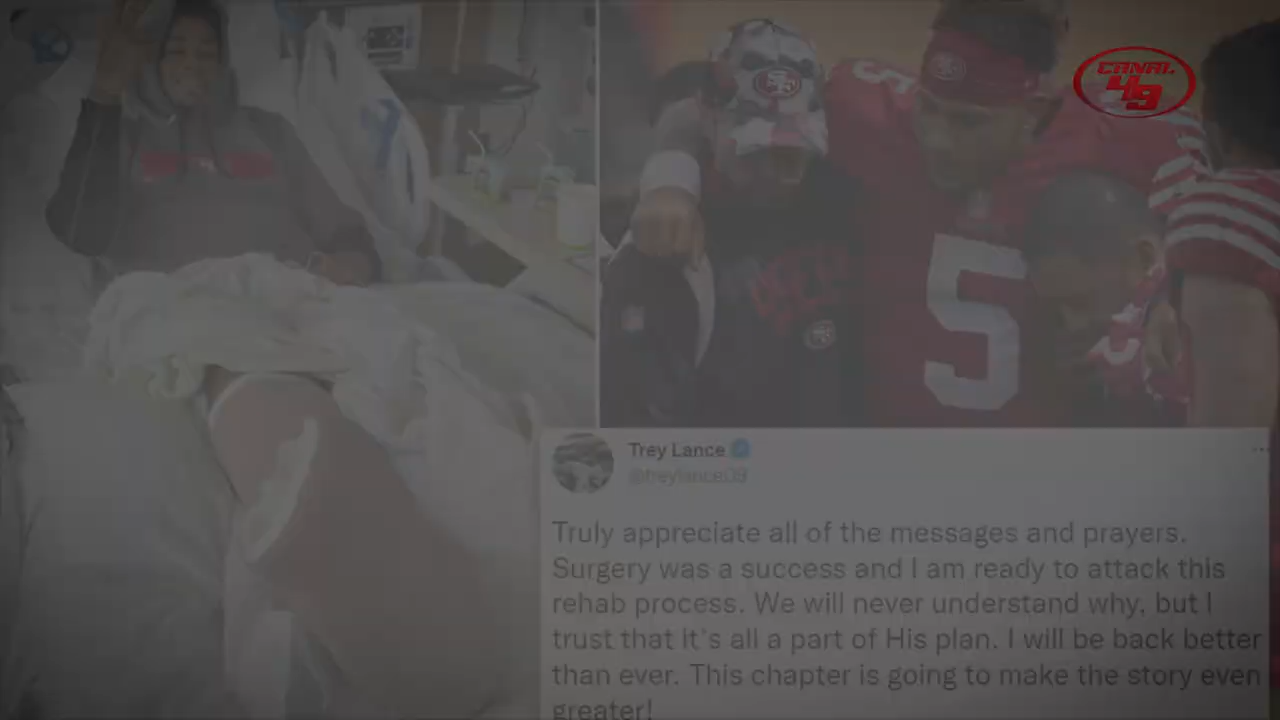 CANAL
49
5
Trey Lance
@treylance09
Truly appreciate all of the messages and prayers.
Surgery was a success and I am ready to attack this
rehab process. We will never understand why, but I
trust that it's all a part of His plan. I will be back better
than ever. This chapter is going to make the story even
greater!